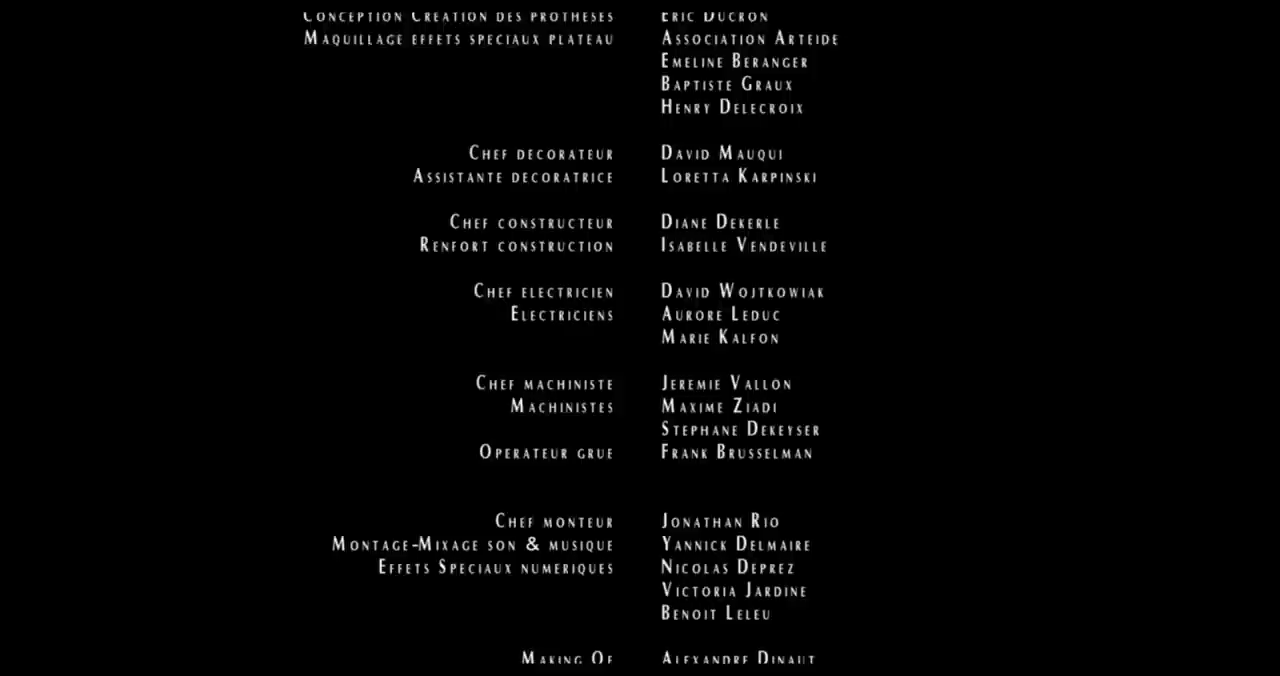 CONCEPTION CREATION DES PROTHESES ERIC DUCRON
MAQUILLAGE EFFETS SPECIAUX PLATEAU ASSOCIATION ARTEIDE
EMELINE BERANGER
BAPTISTE GRAUX
HENRY DELECROIX
CHEF DECORATEUR DAVID MAUQUI
ASSISTANTE DECORATRICE LORETTA KARPINSKI
CHEF CONSTRUCTEUR DIANE DEKERLE
RENFORT CONSTRUCTION ISABELLE VENDEVILLE
CHEF ELECTRICIEN DAVID WOJTKOWIAK
ELECTRICIENS AURORE LEDUC
MARIE KALFON
CHEF MACHINISTE JEREMIE VALLON
MACHINISTES MAXIME ZIADI
STEPHANE DEKEYSER
OPERATEUR GRUE FRANK BRUSSELMAN
CHEF MONTEUR JONATHAN RIO
MONTAGE-MIXAGE SON & MUSIQUE YANNICK DELMAIRE
EFFETS SPECIAUX NUMERIQUES NICOLAS DEPREZ
VICTORIA JARDINE
BENOIT LELEU
MAKING OF ALEXANDRE DINAUT